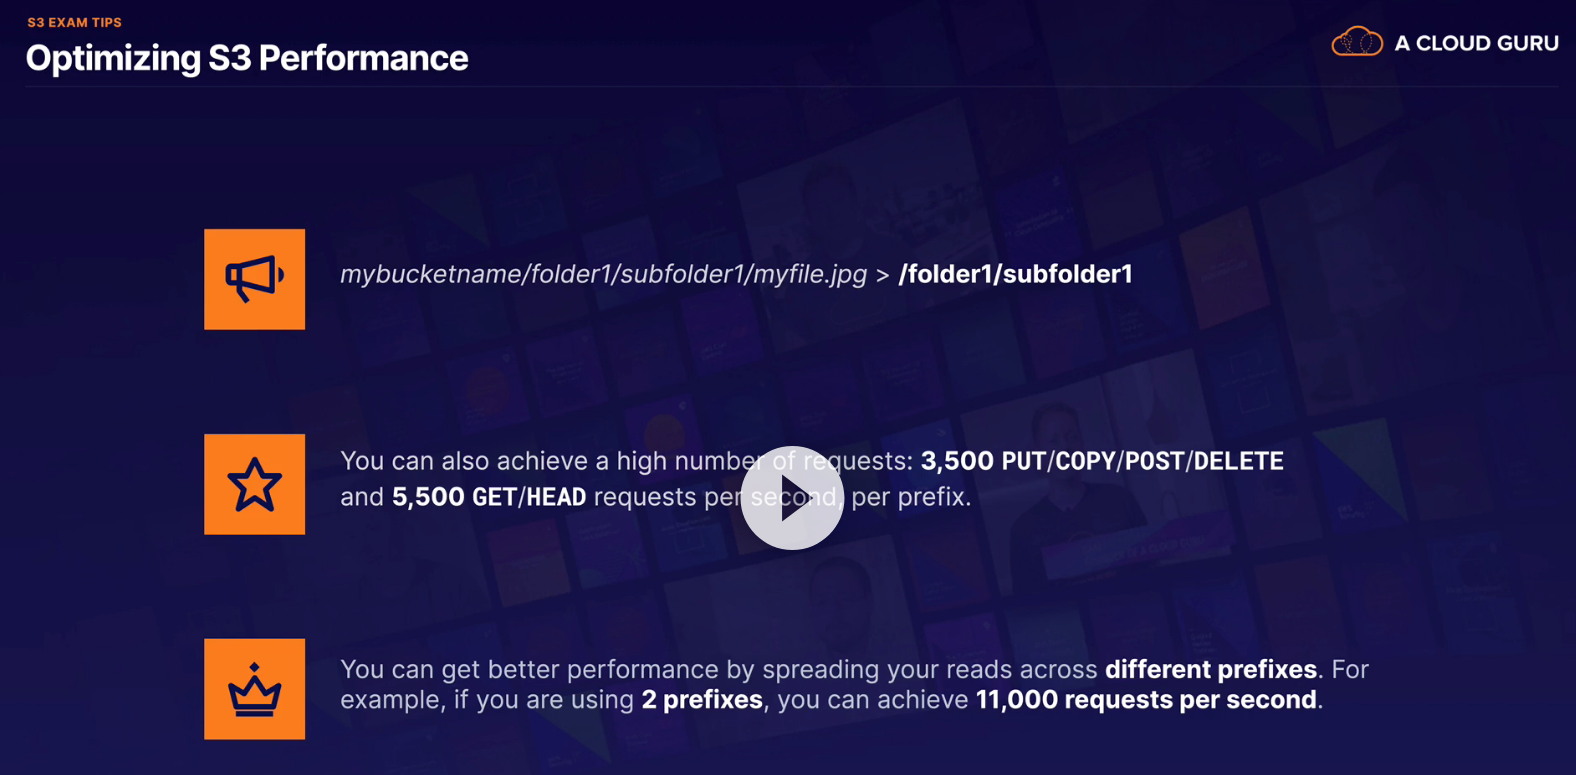 S3 EXAM TIPS
Optimizing S3 Performance
A CLOUD GURU
mybucketname/folder1/subfolder1/myfile.jpg > /folder1/subfolder1
You can also achieve a high number of requests: 3,500 PUT/COPY/POST/DELETE
and 5,500 GET/HEAD requests per second, per prefix.
You can get better performance by spreading your reads across different prefixes. For
example, if you are using 2 prefixes, you can achieve 11,000 requests per second.